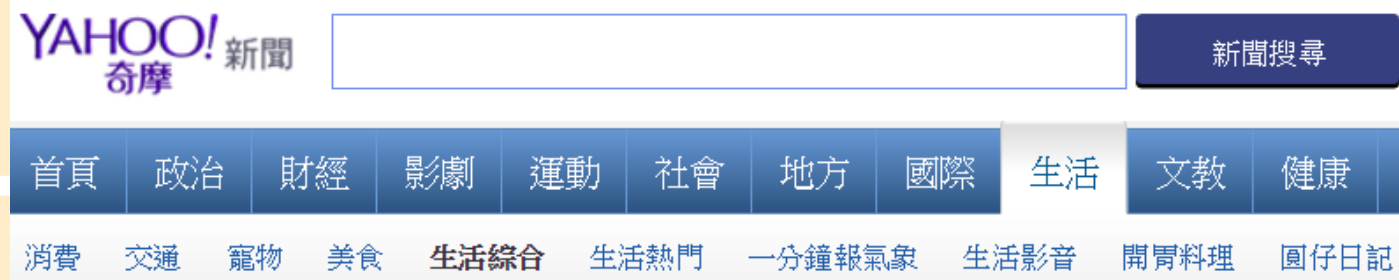 YAHOO! 奇摩 新聞 新聞搜尋
首頁 政治 財經 影劇 運動 社會 地方 國際 生活 文教 健康
消費 交通 寵物 美食 生活綜合 生活熱門 一分鐘報氣象 生活影音 開胃料理 圓仔日記